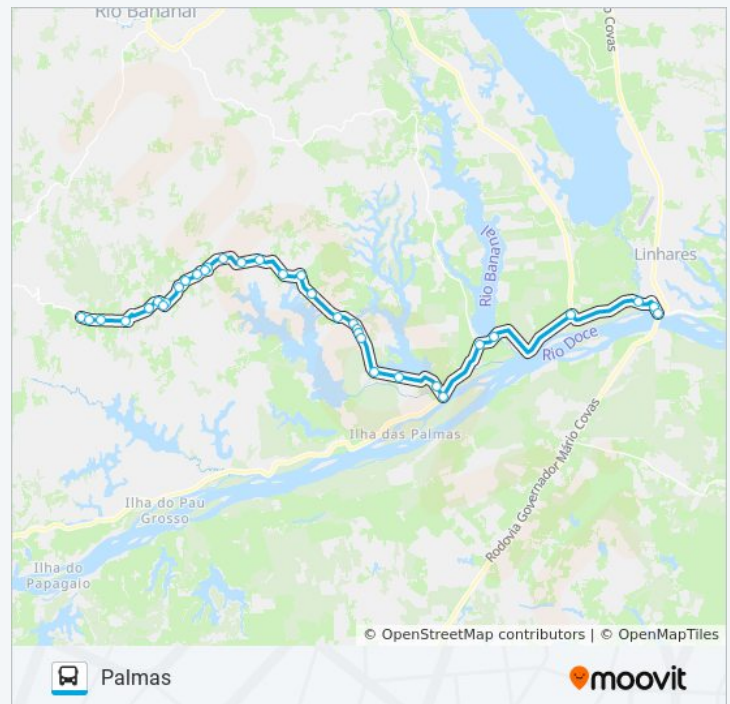 Rio Bananal
o Covas
Linhares
Rio Bananal
Rio Doce
Ilha das Palmas
Rodovia Governador Mário Covas
Ilha do Pau
Grosso
Ilha do
Papagaio
© OpenStreetMap contributors | © OpenMapTiles
Palmas
moovit